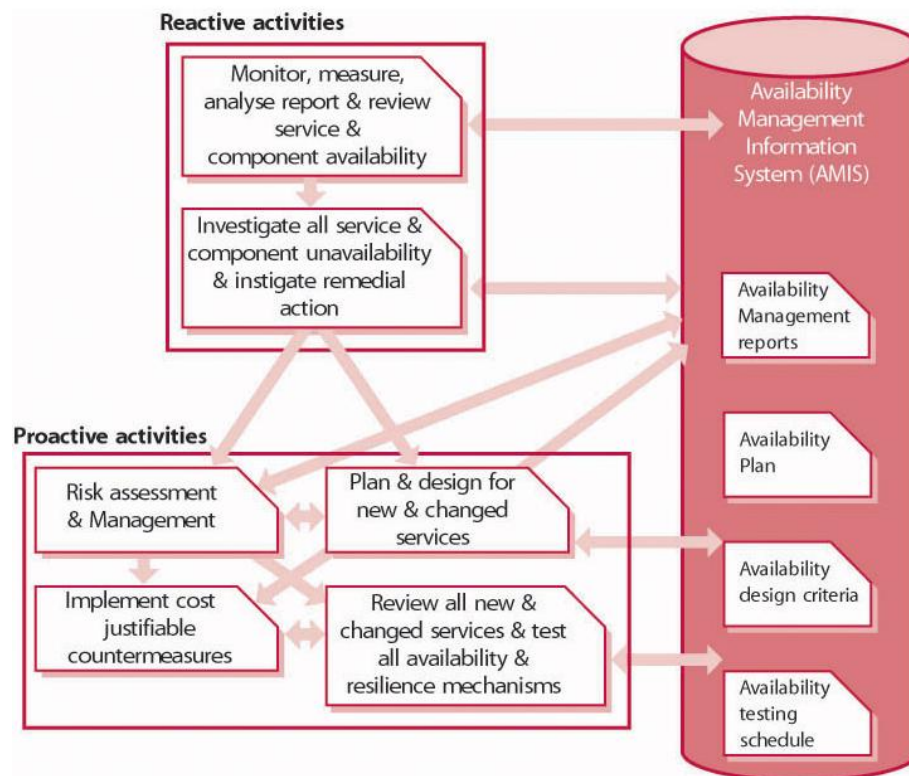 Reactive activities
Monitor, measure,
analyse report & review
service &
component availability
Investigate all service &
component unavailability
& instigate remedial
action
Proactive activities
Risk assessment
& Management
Plan & design for
new & changed
services
Implement cost
justifiable
countermeasures
Review all new &
changed services & test
all availability &
resilience mechanisms
Availability
Management
Information
System (AMIS)
Availability
Management
reports
Availability
Plan
Availability
design criteria
Availability
testing
schedule